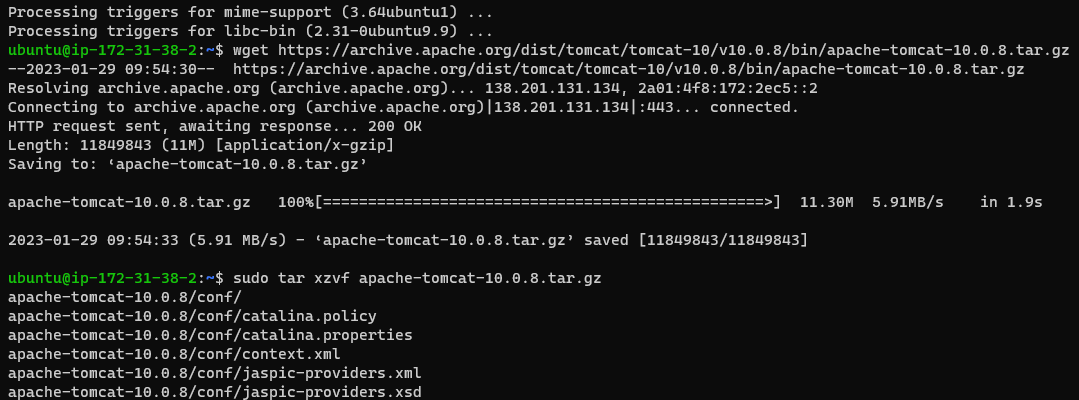 Processing triggers for mime-support (3.64ubuntu1) ...
Processing triggers for libc-bin (2.31-0ubuntu9.9) ...
ubuntu@ip-172-31-38-2:~$ wget https://archive.apache.org/dist/tomcat/tomcat-10/v10.0.8/bin/apache-tomcat-10.0.8.tar.gz
--2023-01-29 09:54:30--  https://archive.apache.org/dist/tomcat/tomcat-10/v10.0.8/bin/apache-tomcat-10.0.8.tar.gz
Resolving archive.apache.org (archive.apache.org)... 138.201.131.134, 2a01:4f8:172:2ec5::2
Connecting to archive.apache.org (archive.apache.org)|138.201.131.134|:443... connected.
HTTP request sent, awaiting response... 200 OK
Length: 11849843 (11M) [application/x-gzip]
Saving to: ‘apache-tomcat-10.0.8.tar.gz’
apache-tomcat-10.0.8.tar.gz   100%[=================================================>]  11.30M  5.91MB/s    in 1.9s
2023-01-29 09:54:33 (5.91 MB/s) - ‘apache-tomcat-10.0.8.tar.gz’ saved [11849843/11849843]
ubuntu@ip-172-31-38-2:~$ sudo tar xzvf apache-tomcat-10.0.8.tar.gz
apache-tomcat-10.0.8/conf/
apache-tomcat-10.0.8/conf/catalina.policy
apache-tomcat-10.0.8/conf/catalina.properties
apache-tomcat-10.0.8/conf/context.xml
apache-tomcat-10.0.8/conf/jaspic-providers.xml
apache-tomcat-10.0.8/conf/jaspic-providers.xsd